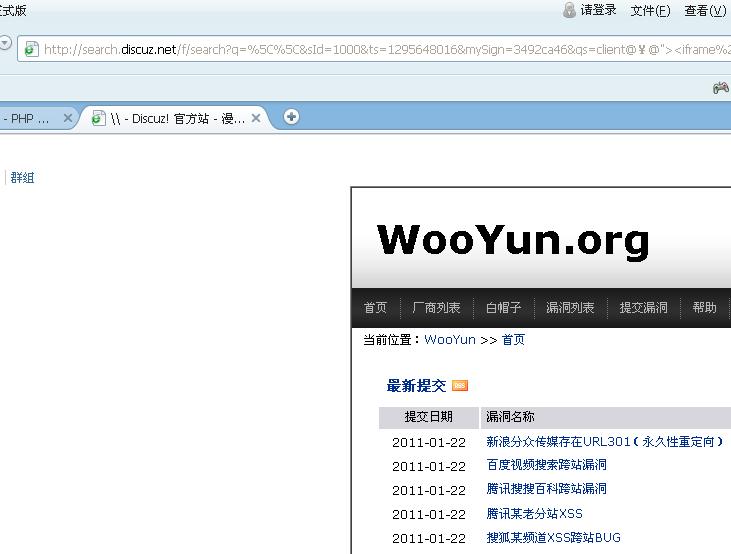 正式版
请登录 文件(F) 查看(V)
http://search.discuz.net/f/search?q=%5C%5C&sId=1000&ts=1295648016&mySign=3492ca46&qs=client@¥@"><iframe%2
- PHP ... \\ - Discuz! 官方站 - 漫...
群组
WooYun.org
首页 厂商列表 白帽子 漏洞列表 提交漏洞 帮助
当前位置：WooYun >> 首页
最新提交 RSS
提交日期 漏洞名称
2011-01-22 新浪分众传媒存在URL301（永久性重定向）
2011-01-22 百度视频搜索跨站漏洞
2011-01-22 腾讯搜搜百科跨站漏洞
2011-01-22 腾讯某老分站XSS
2011-01-22 搜狐某频道XSS跨站BUG